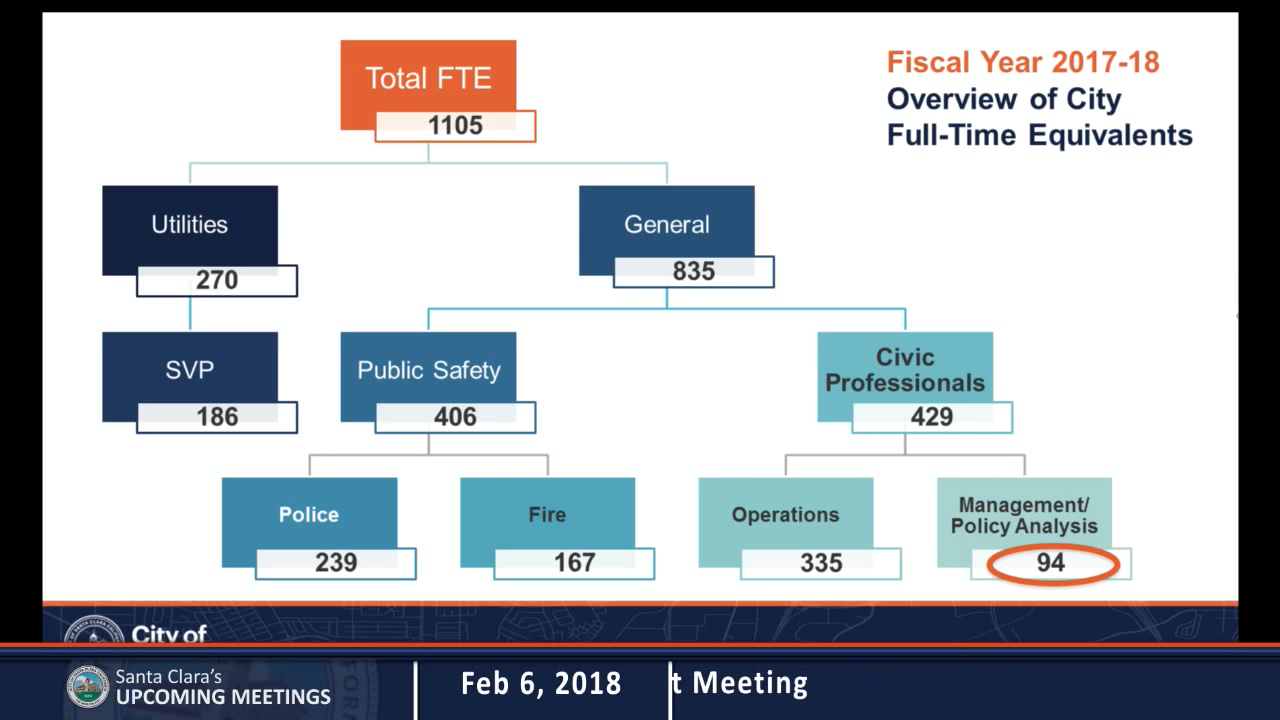 Total FTE
1105
Fiscal Year 2017-18
Overview of City
Full-Time Equivalents
Utilities
270
General
835
SVP
186
Public Safety
406
Civic
Professionals
429
Police
239
Fire
167
Operations
335
Management/
Policy Analysis
94
City of
Santa Clara's
UPCOMING MEETINGS
Feb 6, 2018
t Meeting